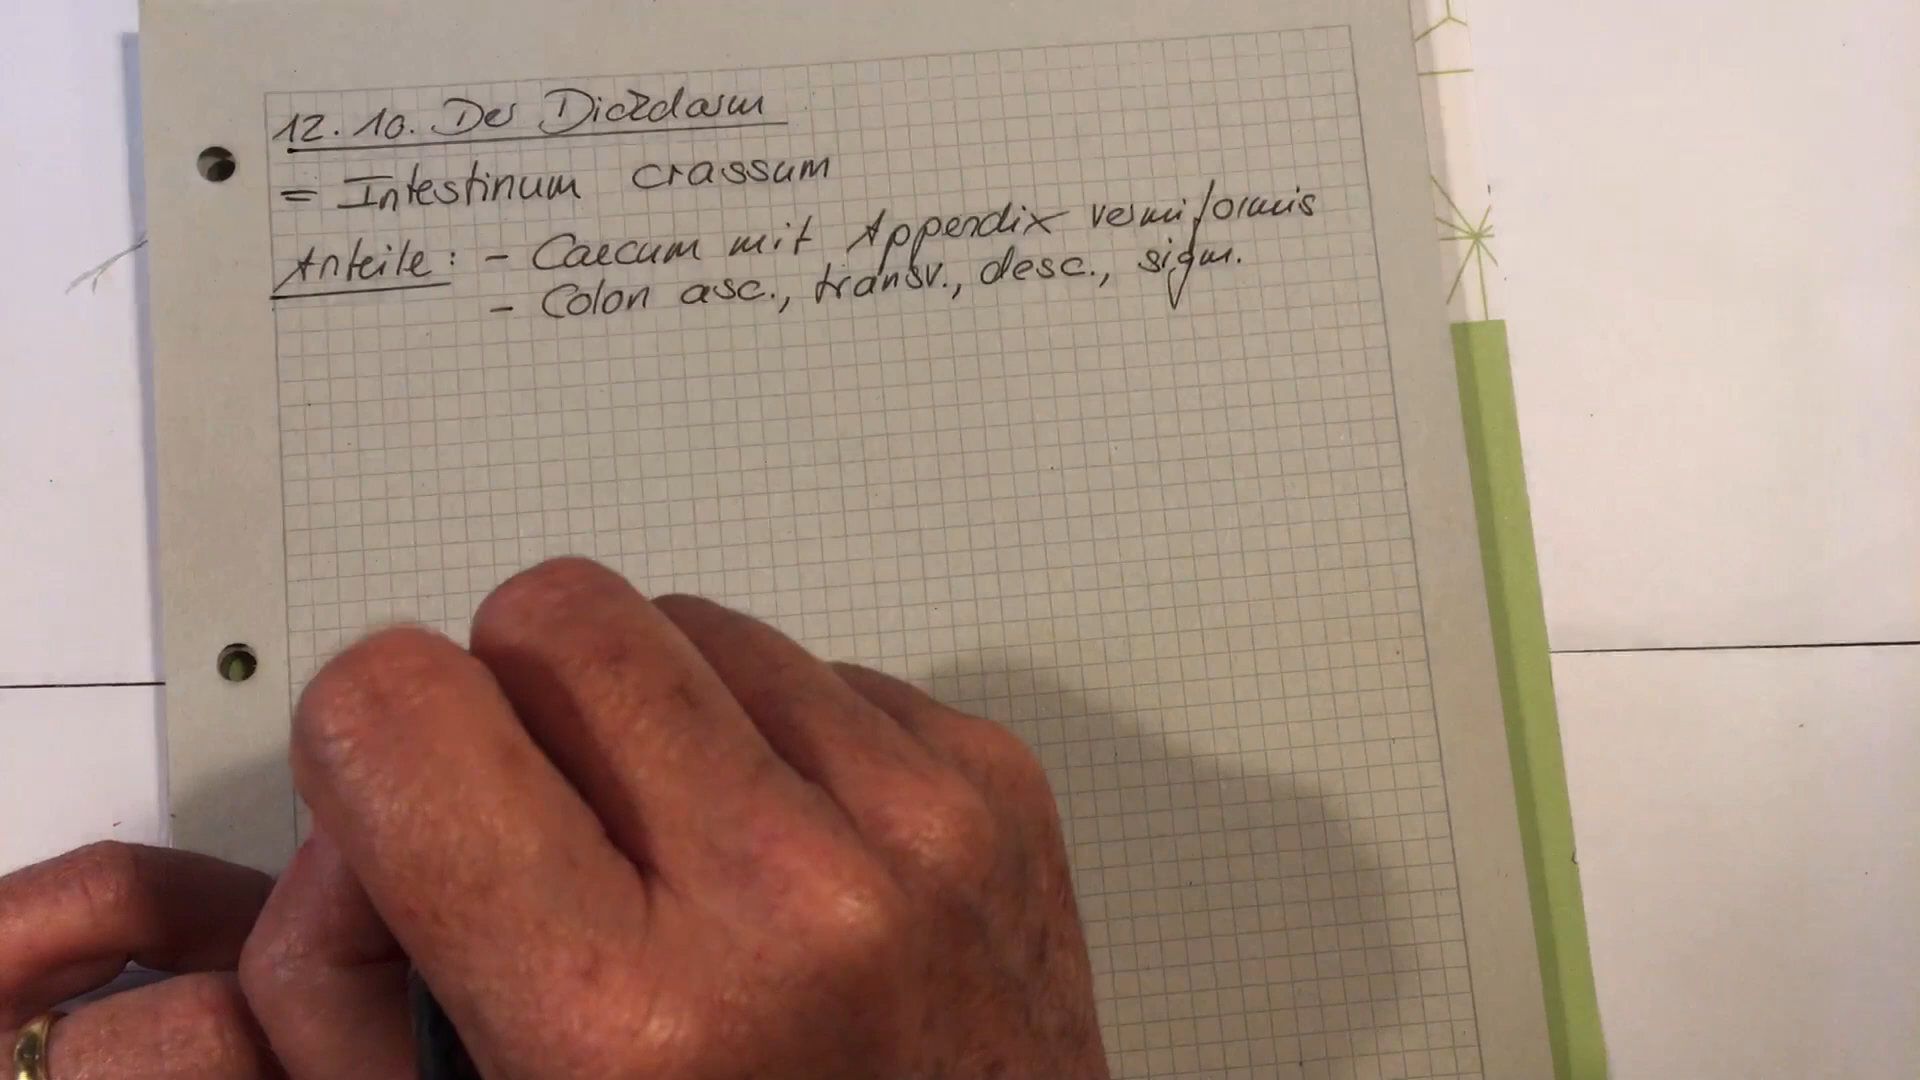 12.10. Der Dickdarm
= Intestinum crassum
Anteile: - Caecum mit Appendix vermiformis
- Colon asc., transv., desc., sigm.